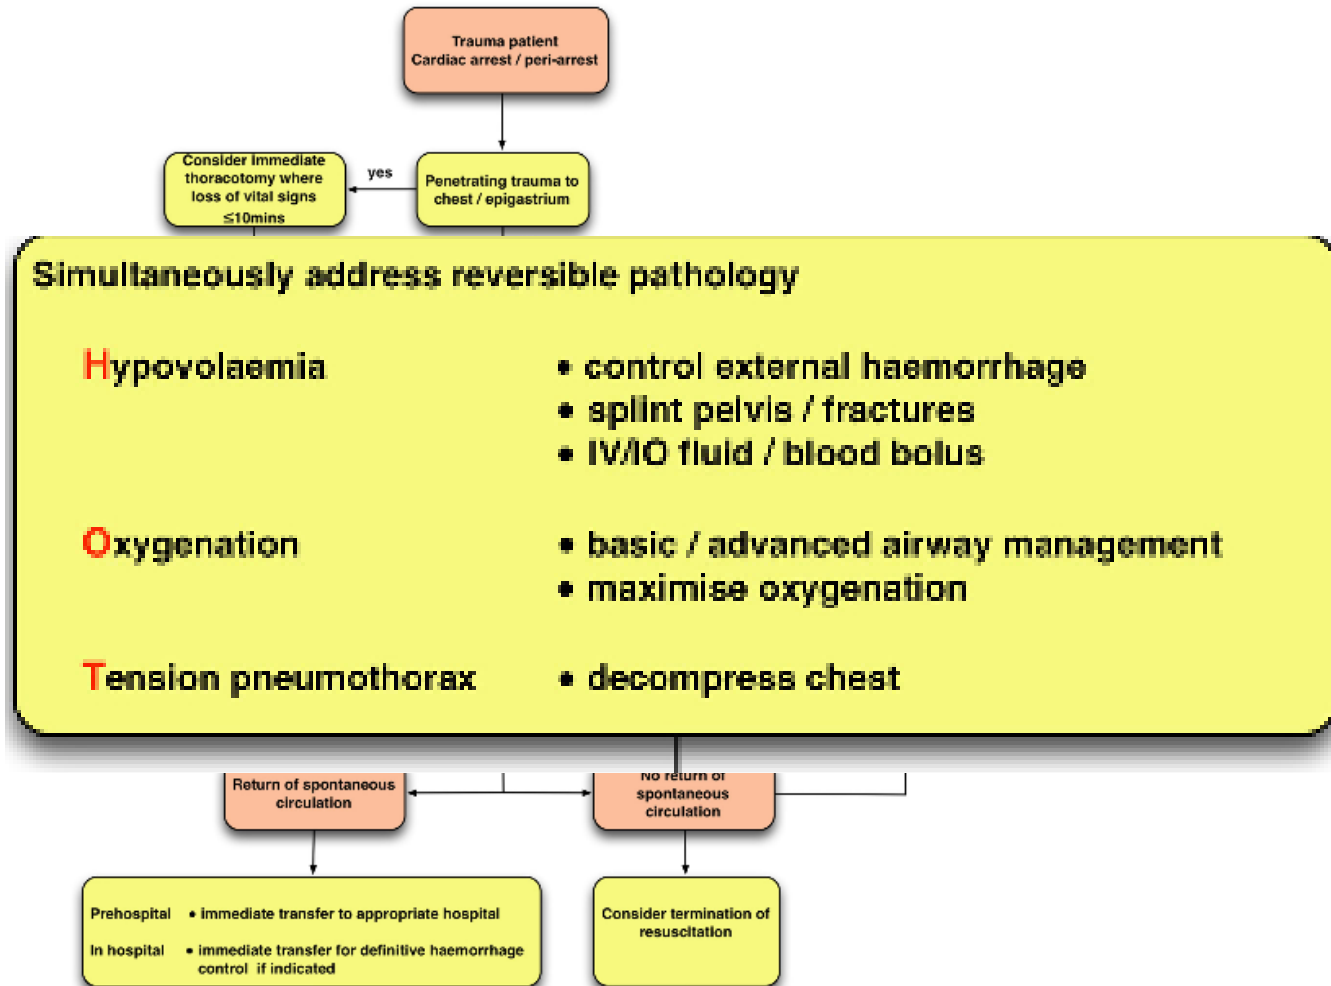 Trauma patient
Cardiac arrest / peri-arrest
Consider immediate
thoracotomy where
loss of vital signs
≤10mins
yes
Penetrating trauma to
chest / epigastrium
Simultaneously address reversible pathology
Hypovolaemia
• control external haemorrhage
• splint pelvis / fractures
• IV/IO fluid / blood bolus
Oxygenation
• basic / advanced airway management
• maximise oxygenation
Tension pneumothorax
• decompress chest
Return of spontaneous
circulation
No return of
spontaneous
circulation
Prehospital • immediate transfer to appropriate hospital
In hospital • immediate transfer for definitive haemorrhage
control if indicated
Consider termination of
resuscitation